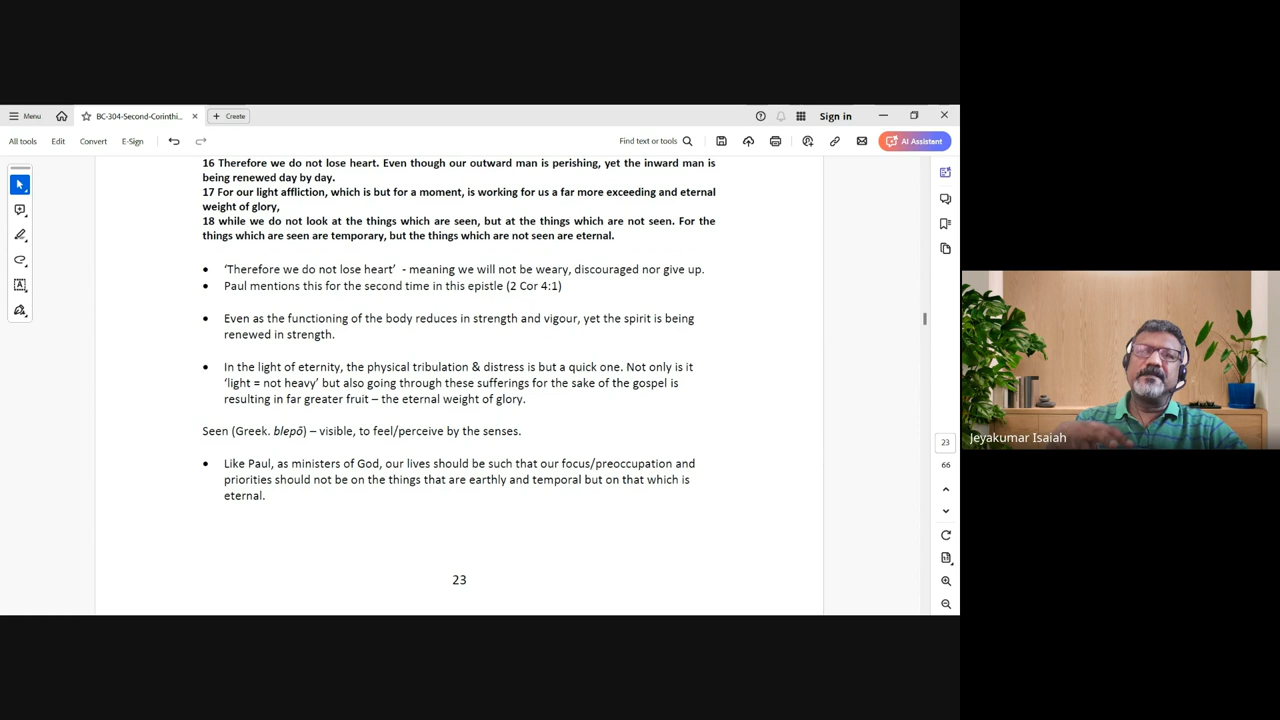 Menu
BC-304-Second-Corinthi...
Create
Sign in
All tools
Edit
Convert
E-Sign
Find text or tools
AI Assistant
16 Therefore we do not lose heart. Even though our outward man is perishing, yet the inward man is
being renewed day by day.
17 For our light affliction, which is but for a moment, is working for us a far more exceeding and eternal
weight of glory,
18 while we do not look at the things which are seen, but at the things which are not seen. For the
things which are seen are temporary, but the things which are not seen are eternal.
• ‘Therefore we do not lose heart’ - meaning we will not be weary, discouraged nor give up.
• Paul mentions this for the second time in this epistle (2 Cor 4:1)
• Even as the functioning of the body reduces in strength and vigour, yet the spirit is being
renewed in strength.
• In the light of eternity, the physical tribulation & distress is but a quick one. Not only is it
‘light = not heavy’ but also going through these sufferings for the sake of the gospel is
resulting in far greater fruit – the eternal weight of glory.
Seen (Greek. blepō) – visible, to feel/perceive by the senses.
• Like Paul, as ministers of God, our lives should be such that our focus/preoccupation and
priorities should not be on the things that are earthly and temporal but on that which is
eternal.
23
23
66
Jeyakumar Isaiah